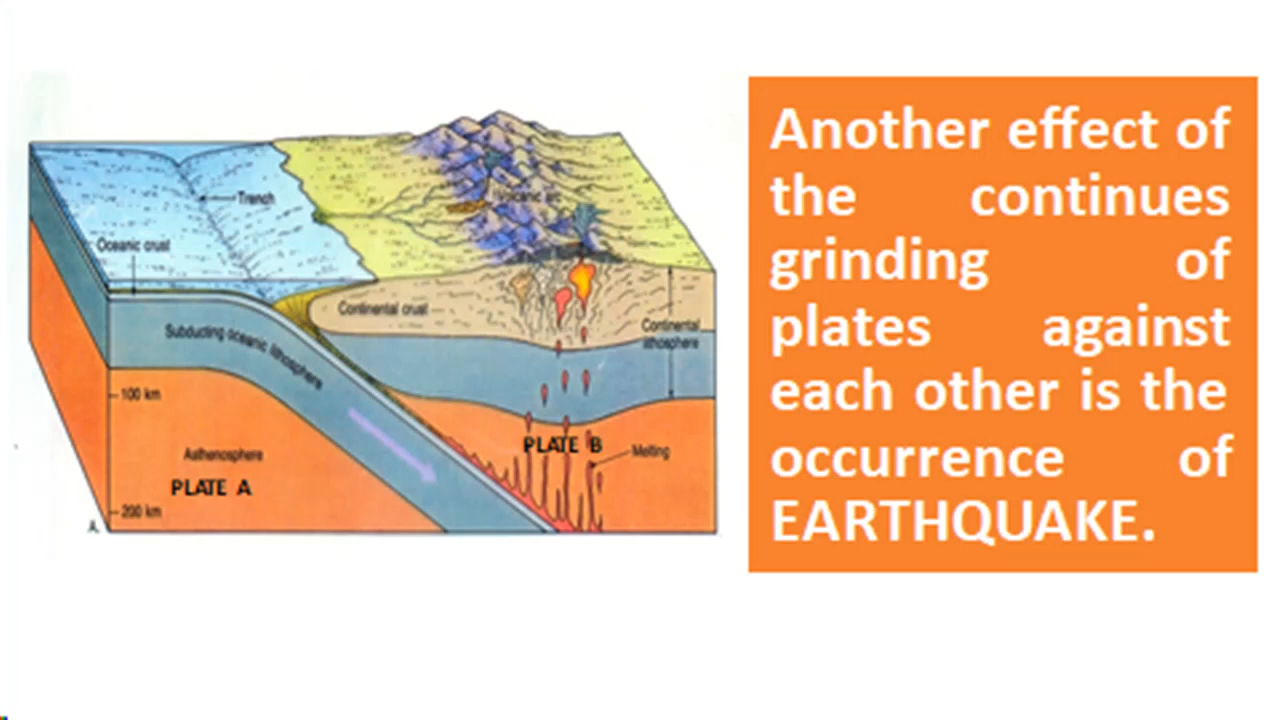 Trench
Volcanic arc
Oceanic crust
Continental crust
Continental
lithosphere
Subducting oceanic lithosphere
100 km
PLATE B
Melting
Asthenosphere
PLATE A
200 km
A.
Another effect of
the continues
grinding of
plates against
each other is the
occurrence of
EARTHQUAKE.